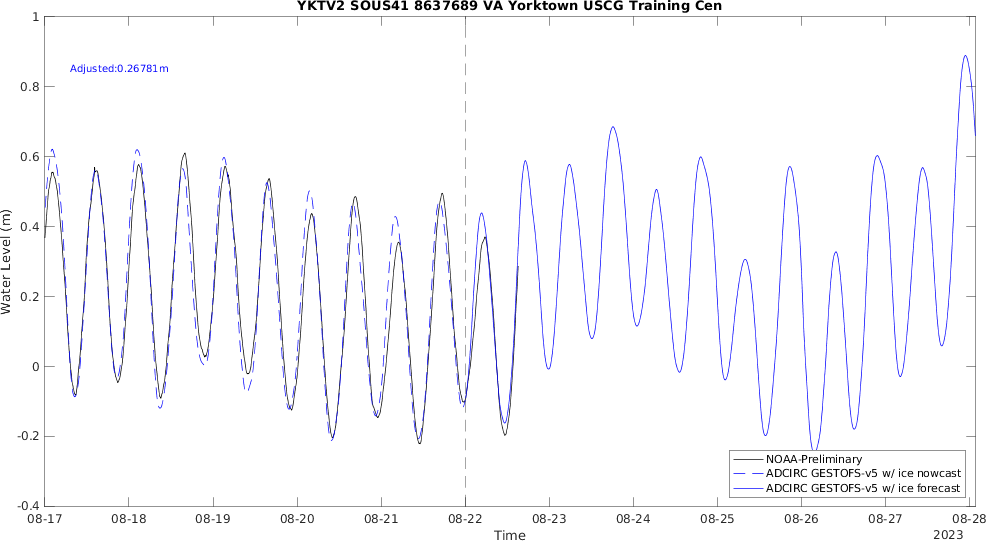 YKTV2 SOUS41 8637689 VA Yorktown USCG Training Cen
Adjusted:0.26781m
Water Level (m)
1
0.8
0.6
0.4
0.2
0
-0.2
-0.4
NOAA-Preliminary
ADCIRC GESTOFS-v5 w/ ice nowcast
ADCIRC GESTOFS-v5 w/ ice forecast
08-17 08-18 08-19 08-20 08-21 08-22 08-23 08-24 08-25 08-26 08-27 08-28
Time
2023